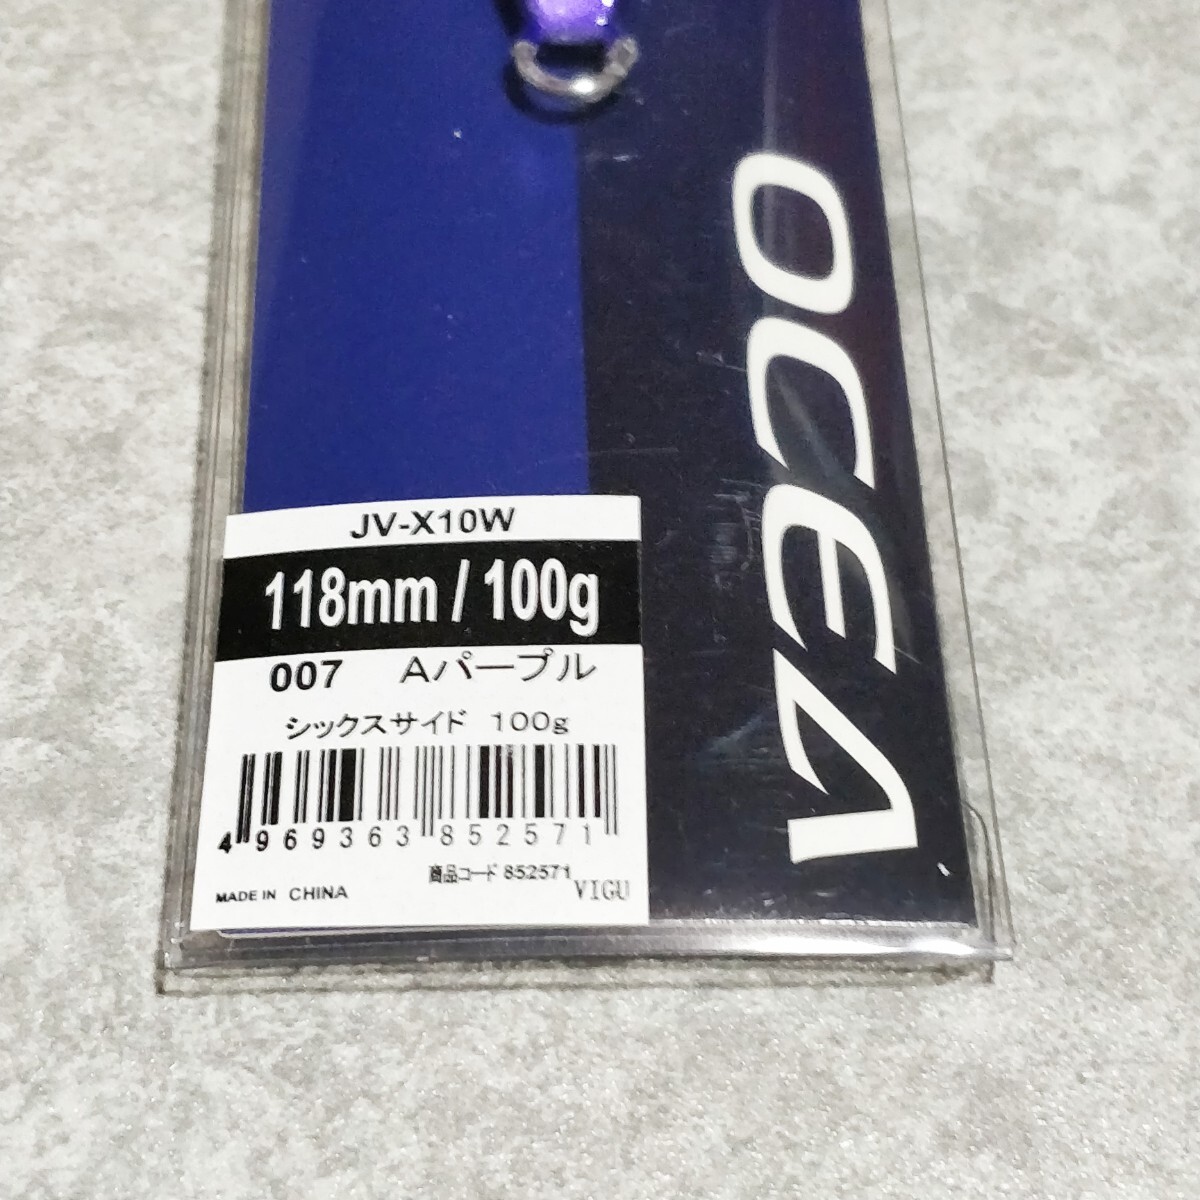 OCEA
JV-X10W
118mm / 100g
007 Aパープル
シックスサイド 100g
4 969363 852571
商品コード 852571
MADE IN CHINA
VIGU